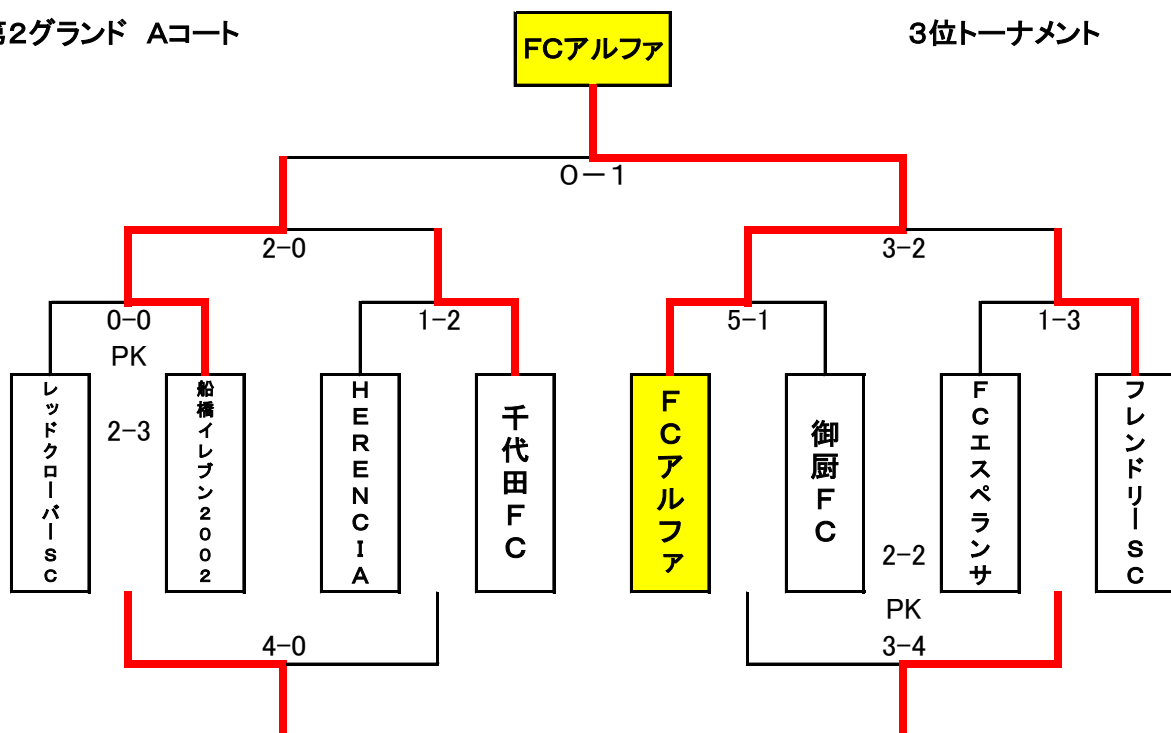 第2グランド Aコート
3位トーナメント
FCアルファ
0－1
2-0
3-2
0-0
1-2
5-1
1-3
PK
2-3
レッドクローバーSC
船橋イレブン2002
HERENCIA
千代田FC
FCアルファ
御厨FC
FCエスペランサ
フレンドリーSC
2-2
PK
4-0
3-4